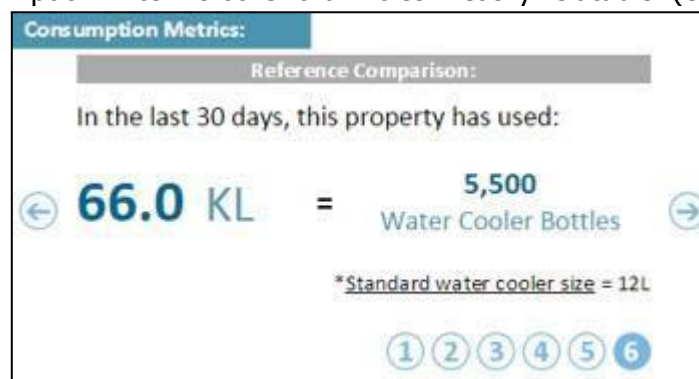 Consumption Metrics:
Reference Comparison:
In the last 30 days, this property has used:
66.0 KL = 5,500
Water Cooler Bottles
*Standard water cooler size = 12L
1 2 3 4 5 6